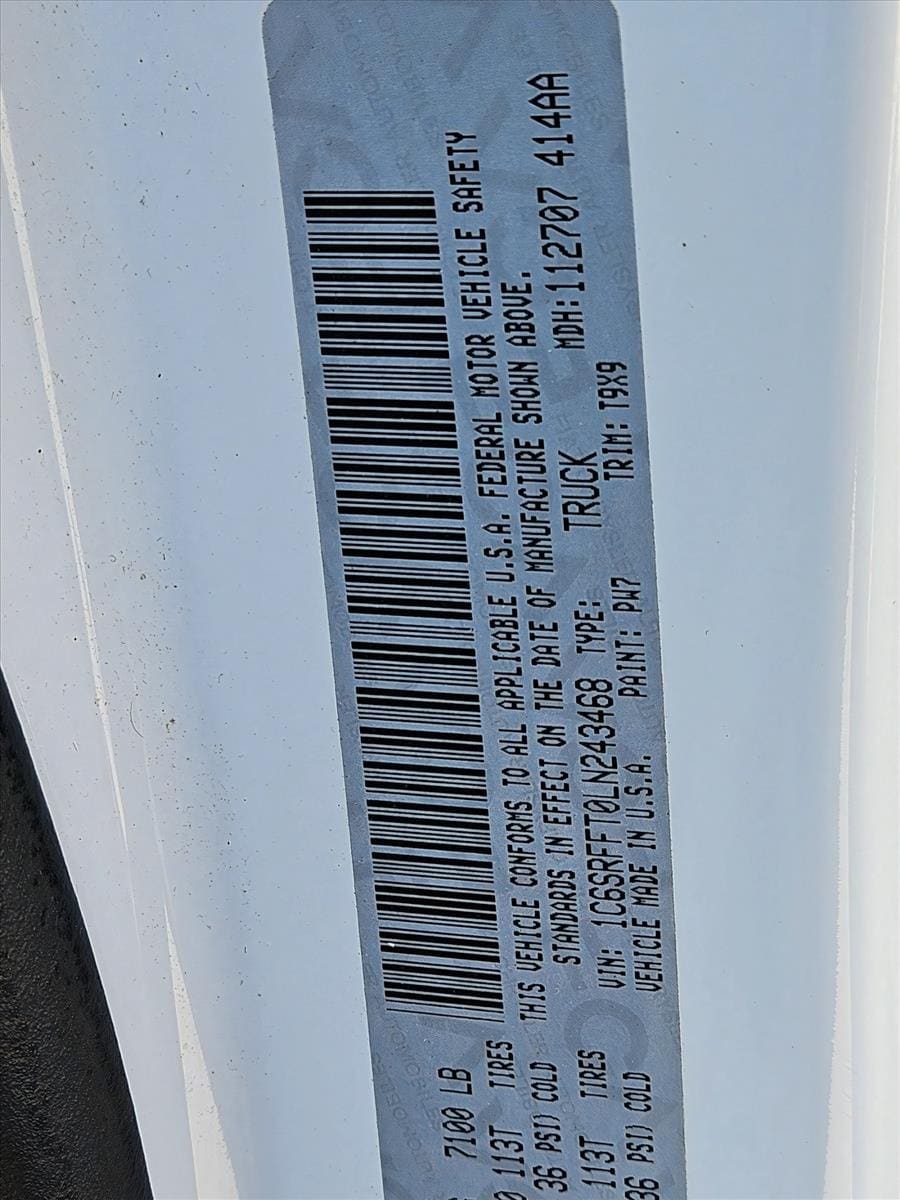 7100 LB
113T TIRES
36 PSI) COLD
113T TIRES
36 PSI) COLD
THIS VEHICLE CONFORMS TO ALL APPLICABLE U.S.A. FEDERAL MOTOR VEHICLE SAFETY
STANDARDS IN EFFECT ON THE DATE OF MANUFACTURE SHOWN ABOVE.
VIN: 1C6SRFFT0LN243468 TYPE: TRUCK MDH:112707 414AA
VEHICLE MADE IN U.S.A. PAINT: PW7 TRIM: T9X9